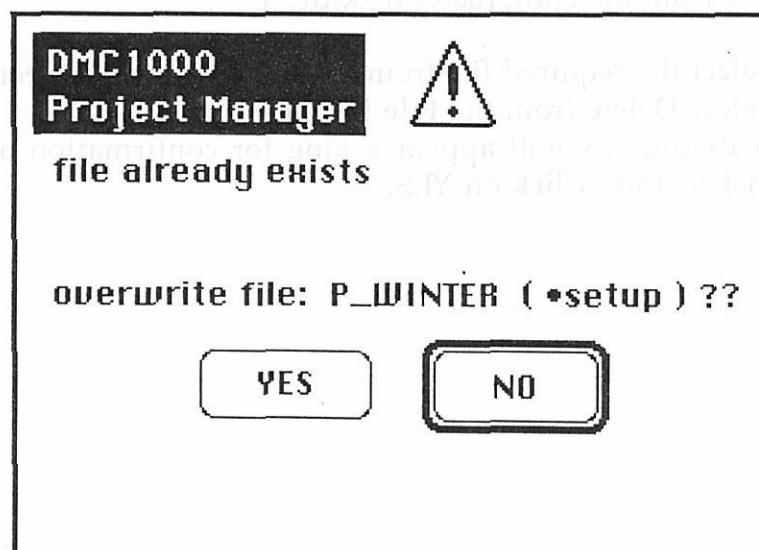 DMC1000
Project Manager
file already exists
overwrite file: P_WINTER ( •setup ) ??
YES
NO